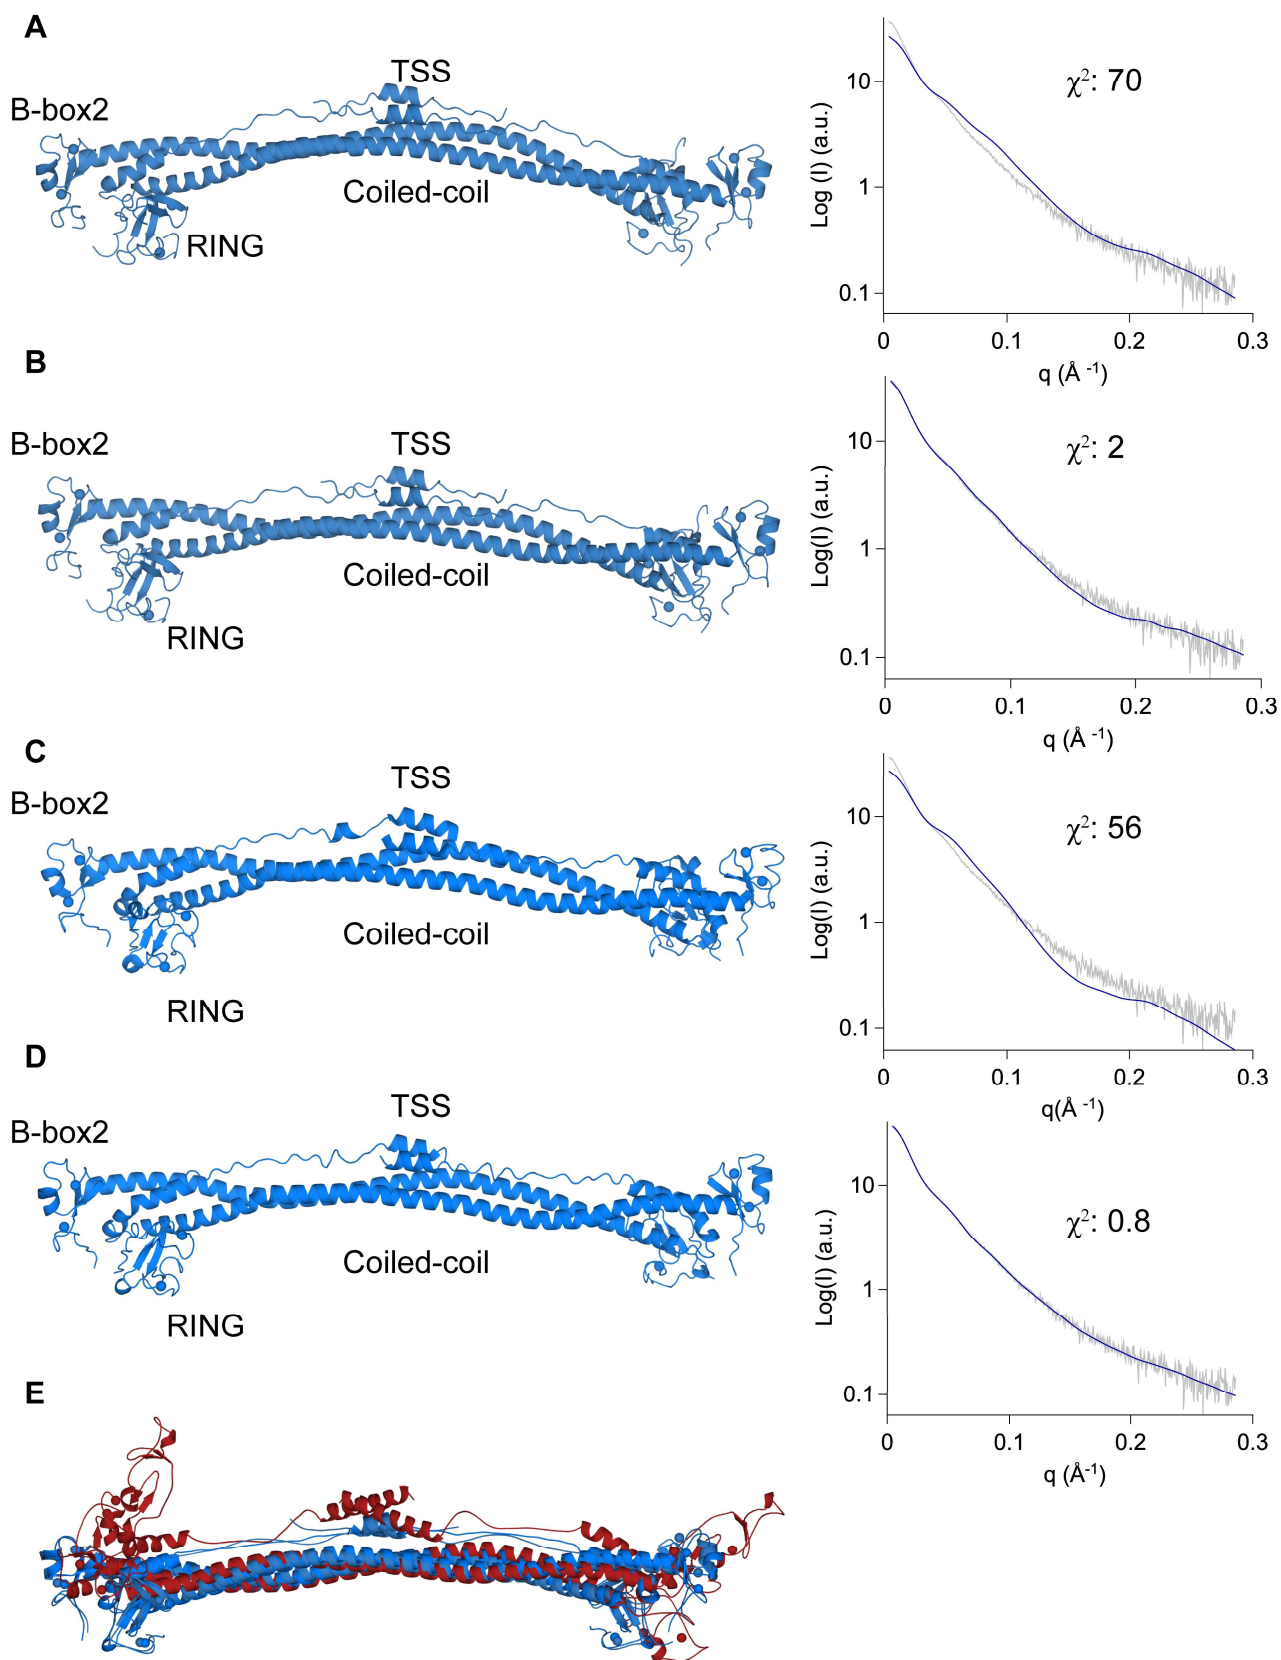 A
TSS
B-box2
Coiled-coil
RING
Log (I) (a.u.)
10
1
0.1
χ²: 70
0 0.1 0.2 0.3
q (Å ⁻¹)
B
TSS
B-box2
Coiled-coil
RING
Log(I) (a.u.)
10
1
0.1
χ²: 2
0 0.1 0.2 0.3
q (Å ⁻¹)
C
TSS
B-box2
Coiled-coil
RING
Log(I) (a.u.)
10
1
0.1
χ²: 56
0 0.1 0.2 0.3
q(Å ⁻¹)
D
TSS
B-box2
Coiled-coil
RING
Log(I) (a.u.)
10
1
0.1
χ²: 0.8
0 0.1 0.2 0.3
q (Å⁻¹)
E